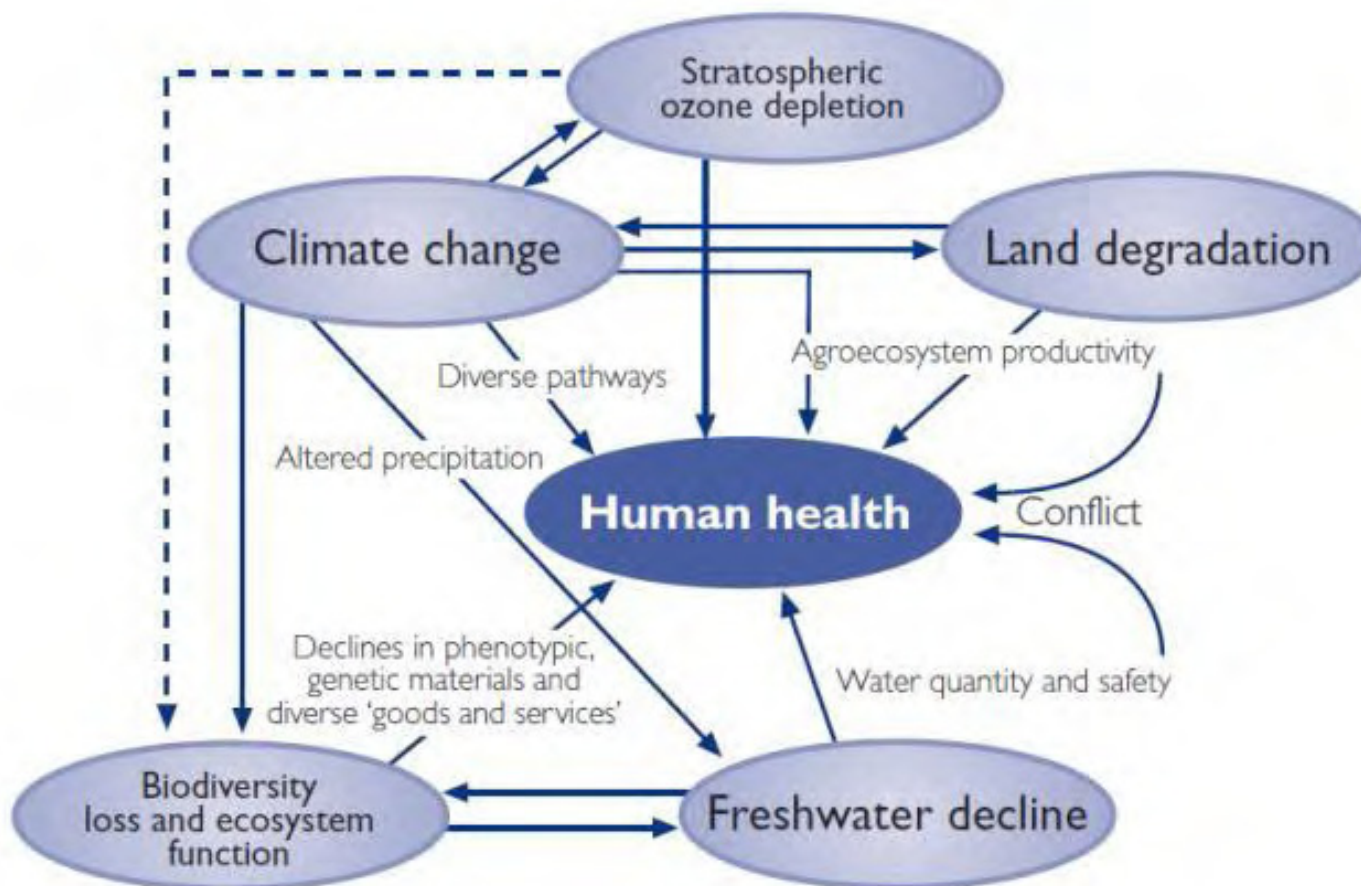 Stratospheric
ozone depletion
Climate change
Land degradation
Agroecosystem productivity
Diverse pathways
Altered precipitation
Human health
Conflict
Declines in phenotypic,
genetic materials and
diverse ‘goods and services’
Water quantity and safety
Biodiversity
loss and ecosystem
function
Freshwater decline